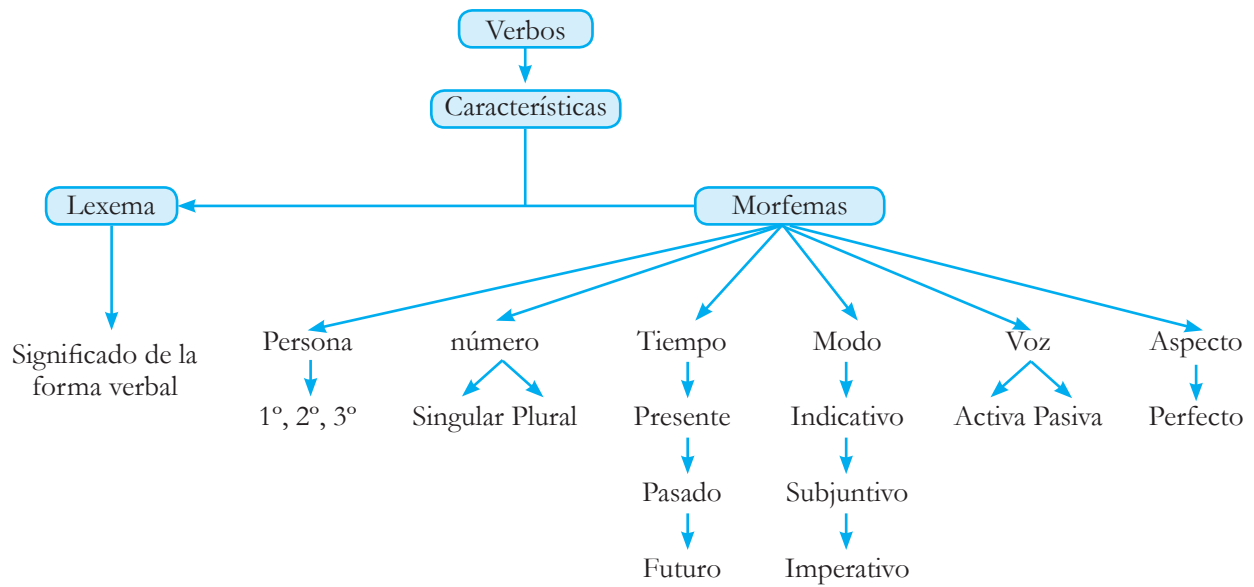 Verbos
Características
Lexema
Morfemas
Significado de la
forma verbal
Persona
número
Tiempo
Modo
Voz
Aspecto
1º, 2º, 3º
Singular Plural
Presente
Indicativo
Activa Pasiva
Perfecto
Pasado
Subjuntivo
Futuro
Imperativo